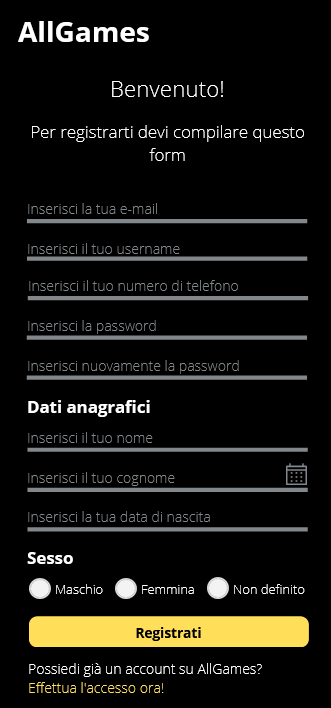 AllGames
Benvenuto!
Per registrarti devi compilare questo
form
Inserisci la tua e-mail
Inserisci il tuo username
Inserisci il tuo numero di telefono
Inserisci la password
Inserisci nuovamente la password
Dati anagrafici
Inserisci il tuo nome
Inserisci il tuo cognome
Inserisci la tua data di nascita
Sesso
Maschio Femmina Non definito
Registrati
Possiedi già un account su AllGames?
Effettua l'accesso ora!